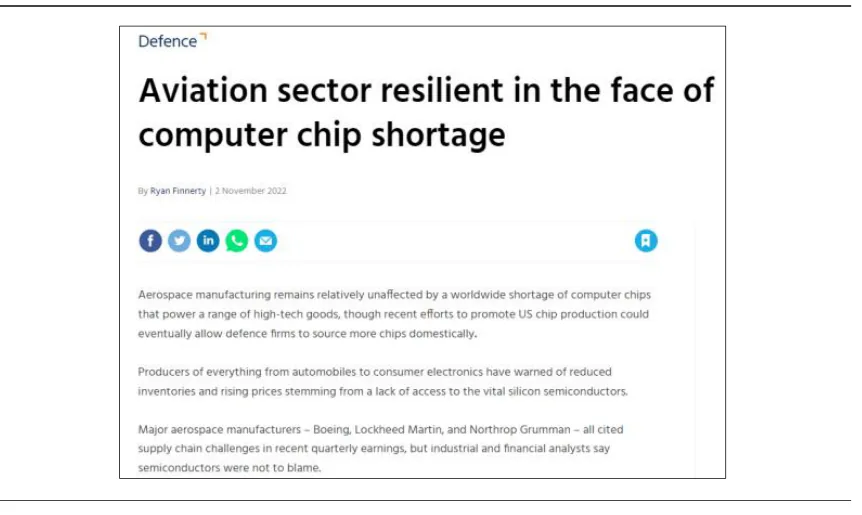 Defence
Aviation sector resilient in the face of
computer chip shortage
By Ryan Finnerty | 2 November 2022
Aerospace manufacturing remains relatively unaffected by a worldwide shortage of computer chips
that power a range of high-tech goods, though recent efforts to promote US chip production could
eventually allow defence firms to source more chips domestically.
Producers of everything from automobiles to consumer electronics have warned of reduced
inventories and rising prices stemming from a lack of access to the vital silicon semiconductors.
Major aerospace manufacturers – Boeing, Lockheed Martin, and Northrop Grumman – all cited
supply chain challenges in recent quarterly earnings, but industrial and financial analysts say
semiconductors were not to blame.